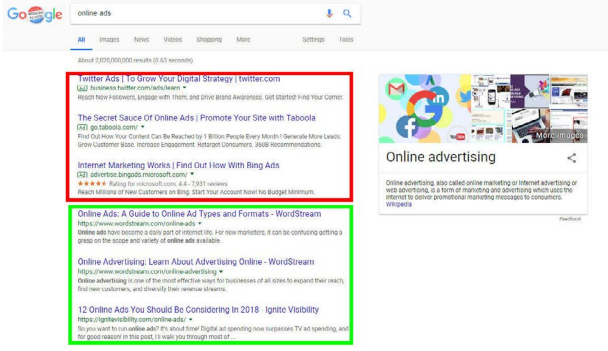 Google
online ads
All Images News Videos Shopping More Settings Tools
About 2,820,000,000 results (0.63 seconds)
Twitter Ads | To Grow Your Digital Strategy | twitter.com
Ad business.twitter.com/ads/learn
Reach New Followers, Engage with Them, and Drive Brand Awareness. Get Started! Find Your Corner.
The Secret Sauce Of Online Ads | Promote Your Site with Taboola
Ad go.taboola.com/
Find Out How Your Content Can Be Reached by 1 Billion People Every Month! Generate More Leads.
Grow Customer Base. Increase Engagement. Retarget Consumers. 360B Recommendations.
Internet Marketing Works | Find Out How With Bing Ads
Ad advertise.bingads.microsoft.com/
Rating for microsoft.com: 4.4 - 7,931 reviews
Reach Millions of New Customers on Bing. Start Your Account Now! No Budget Minimum.
Online Ads: A Guide to Online Ad Types and Formats - WordStream
https://www.wordstream.com/online-ads
Online ads have become a daily part of internet life. For new marketers, it can be confusing getting a
grasp on the scope and variety of online ads available.
Online Advertising: Learn About Advertising Online - WordStream
https://www.wordstream.com/online-advertising
Online advertising is one of the most effective ways for businesses of all sizes to expand their reach,
find new customers, and diversify their revenue streams.
12 Online Ads You Should Be Considering In 2018 - Ignite Visibility
https://ignitevisibility.com/online-ads/
So you want to run online ads? It's about time! Digital ad spending now surpasses TV ad spending, and
for good reason! In this post, I'll walk you through most of ...
More images
Online advertising
Online advertising, also called online marketing or Internet advertising or
web advertising, is a form of marketing and advertising which uses the
Internet to deliver promotional marketing messages to consumers.
Wikipedia
Feedback